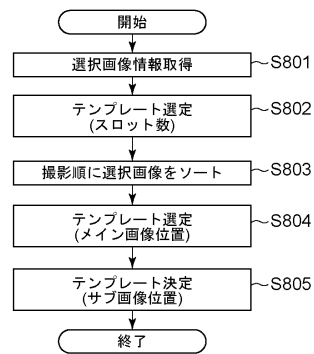 開始
選択画像情報取得
S801
テンプレート選定
(スロット数)
S802
撮影順に選択画像をソート
S803
テンプレート選定
(メイン画像位置)
S804
テンプレート決定
(サブ画像位置)
S805
終了